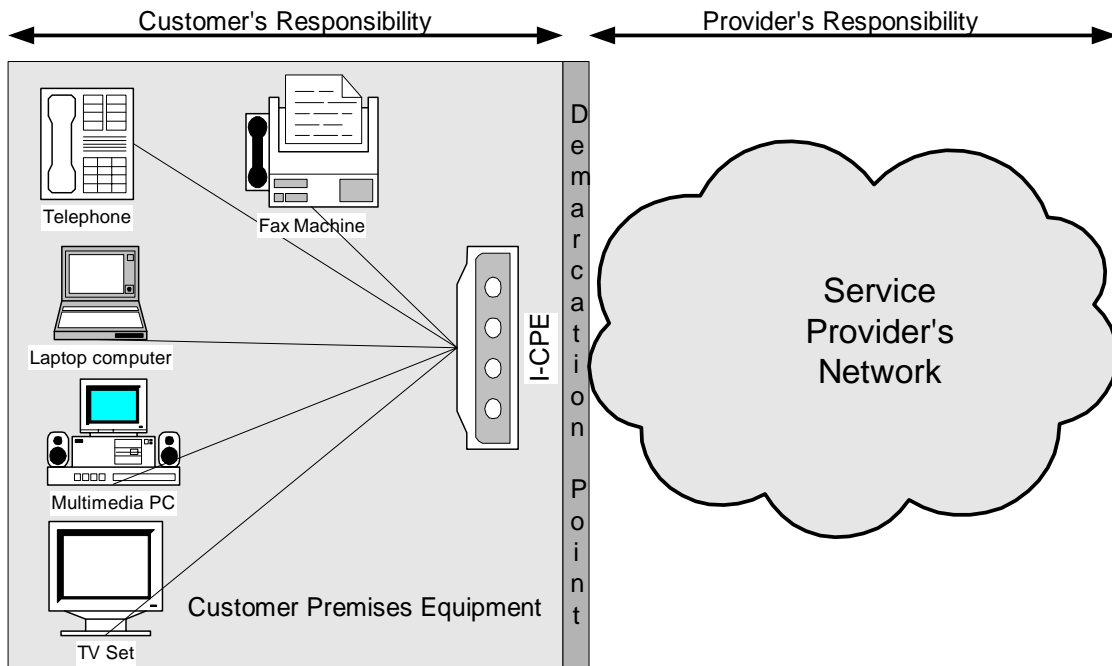 Customer's Responsibility
Provider's Responsibility
Telephone
Fax Machine
Laptop computer
Multimedia PC
TV Set
Customer Premises Equipment
I-CPE
Demarcation Point
Service
Provider's
Network